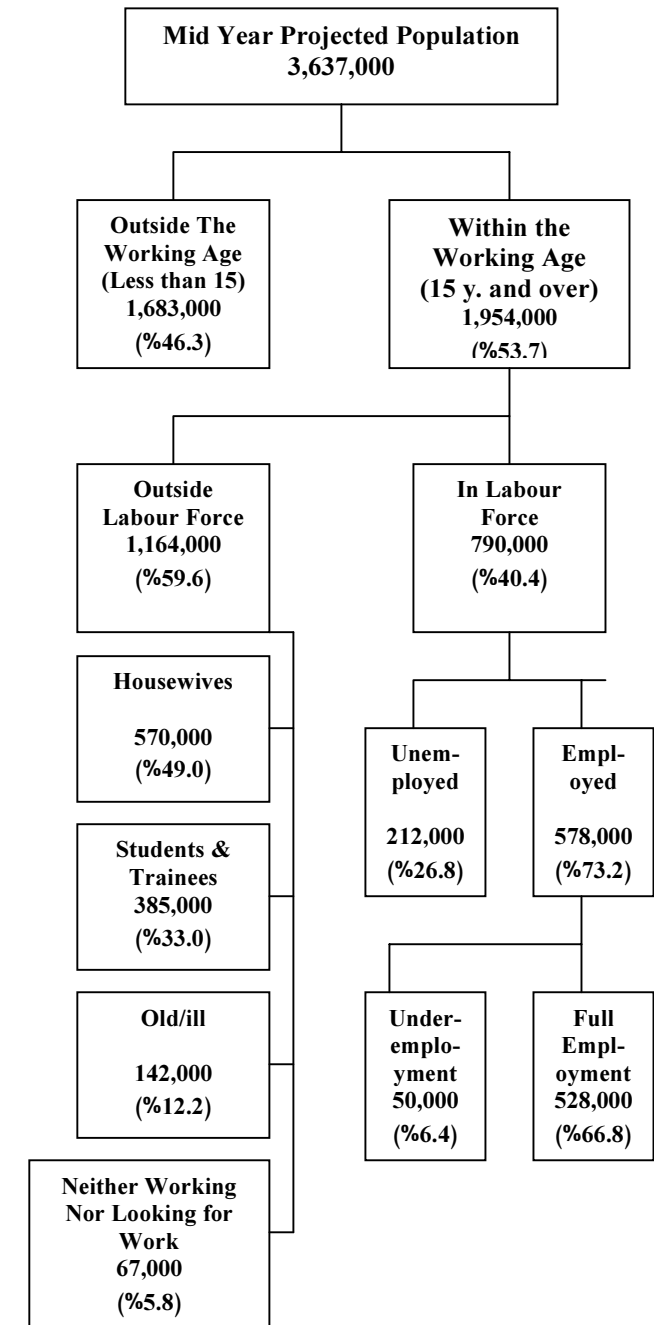 Mid Year Projected Population
3,637,000
Outside The
Working Age
(Less than 15)
1,683,000
(%46.3)
Within the
Working Age
(15 y. and over)
1,954,000
(%53.7)
Outside
Labour Force
1,164,000
(%59.6)
In Labour
Force
790,000
(%40.4)
Housewives
570,000
(%49.0)
Students &
Trainees
385,000
(%33.0)
Old/ill
142,000
(%12.2)
Neither Working
Nor Looking for
Work
67,000
(%5.8)
Unem-
ployed
212,000
(%26.8)
Empl-
oyed
578,000
(%73.2)
Under-
emplo-
yment
50,000
(%6.4)
Full
Empl-
oyment
528,000
(%66.8)